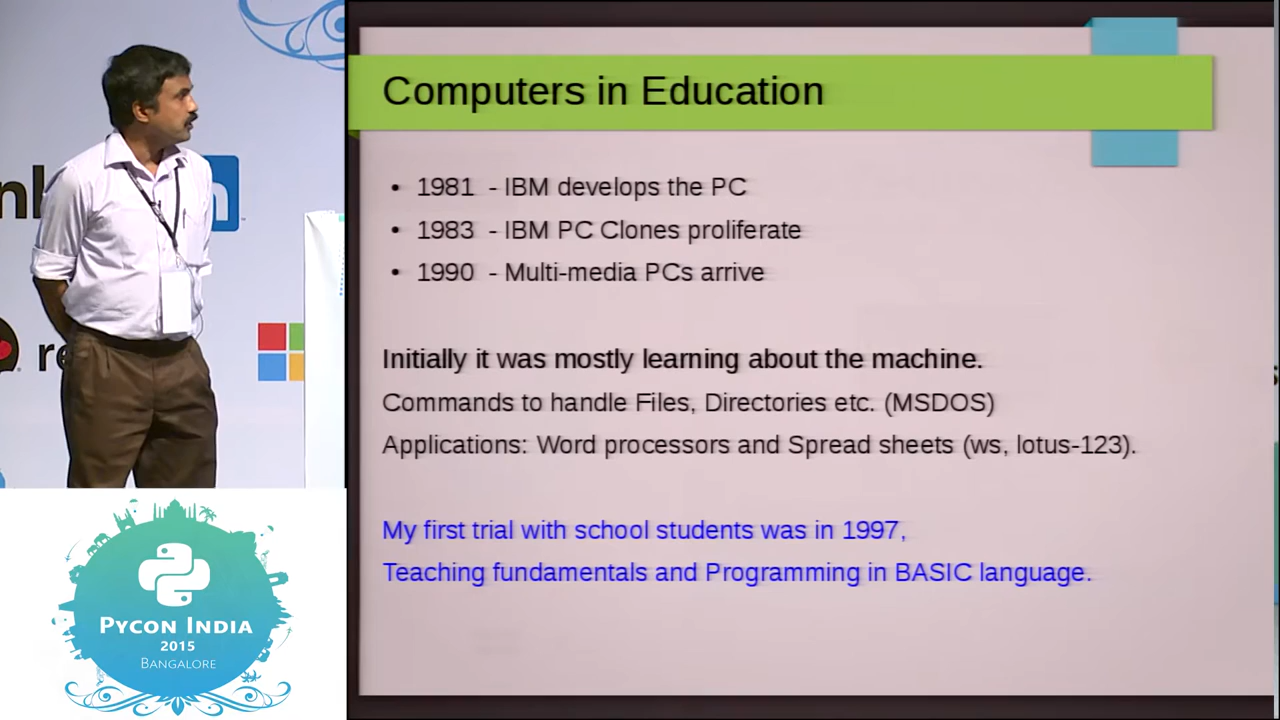 Computers in Education
• 1981 - IBM develops the PC
• 1983 - IBM PC Clones proliferate
• 1990 - Multi-media PCs arrive
Initially it was mostly learning about the machine.
Commands to handle Files, Directories etc. (MSDOS)
Applications: Word processors and Spread sheets (ws, lotus-123).
My first trial with school students was in 1997,
Teaching fundamentals and Programming in BASIC language.
PYCON INDIA
2015
BANGALORE